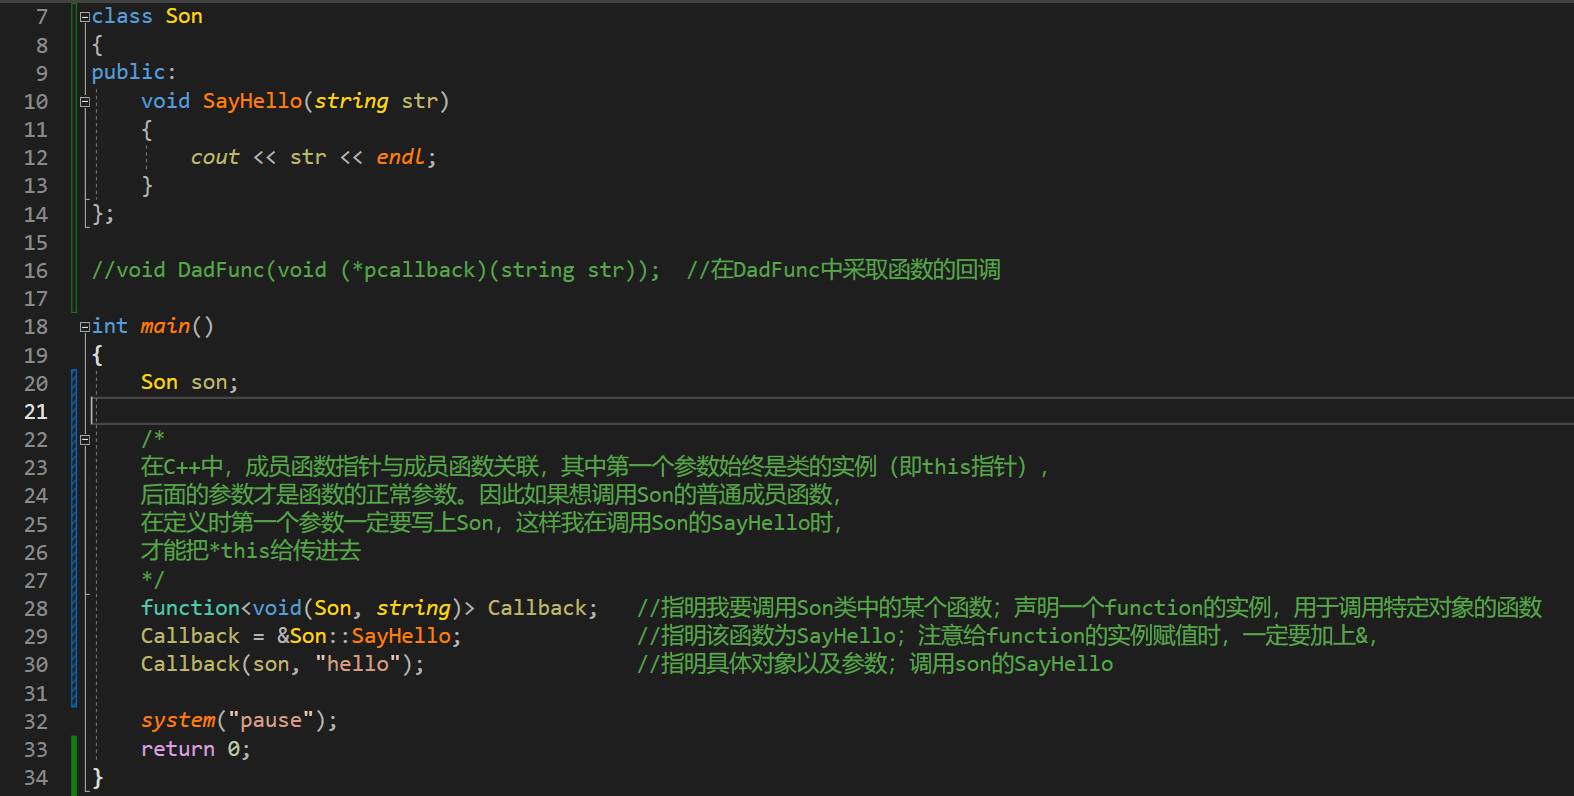 7 class Son
8 {
9 public:
10 void SayHello(string str)
11 {
12 cout << str << endl;
13 }
14 };
15
16 //void DadFunc(void (*pcallback)(string str)); //在DadFunc中采取函数的回调
17
18 int main()
19 {
20 Son son;
21
22 /*
23 在C++中，成员函数指针与成员函数关联，其中第一个参数始终是类的实例（即this指针），
24 后面的参数才是函数的正常参数。因此如果想调用Son的普通成员函数，
25 在定义时第一个参数一定要写上Son，这样我在调用Son的SayHello时，
26 才能把*this给传进去
27 */
28 function<void(Son, string)> Callback; //指明我要调用Son类中的某个函数；声明一个function的实例，用于调用特定对象的函数
29 Callback = &Son::SayHello; //指明该函数为SayHello；注意给function的实例赋值时，一定要加上&，
30 Callback(son, "hello"); //指明具体对象以及参数；调用son的SayHello
31
32 system("pause");
33 return 0;
34 }